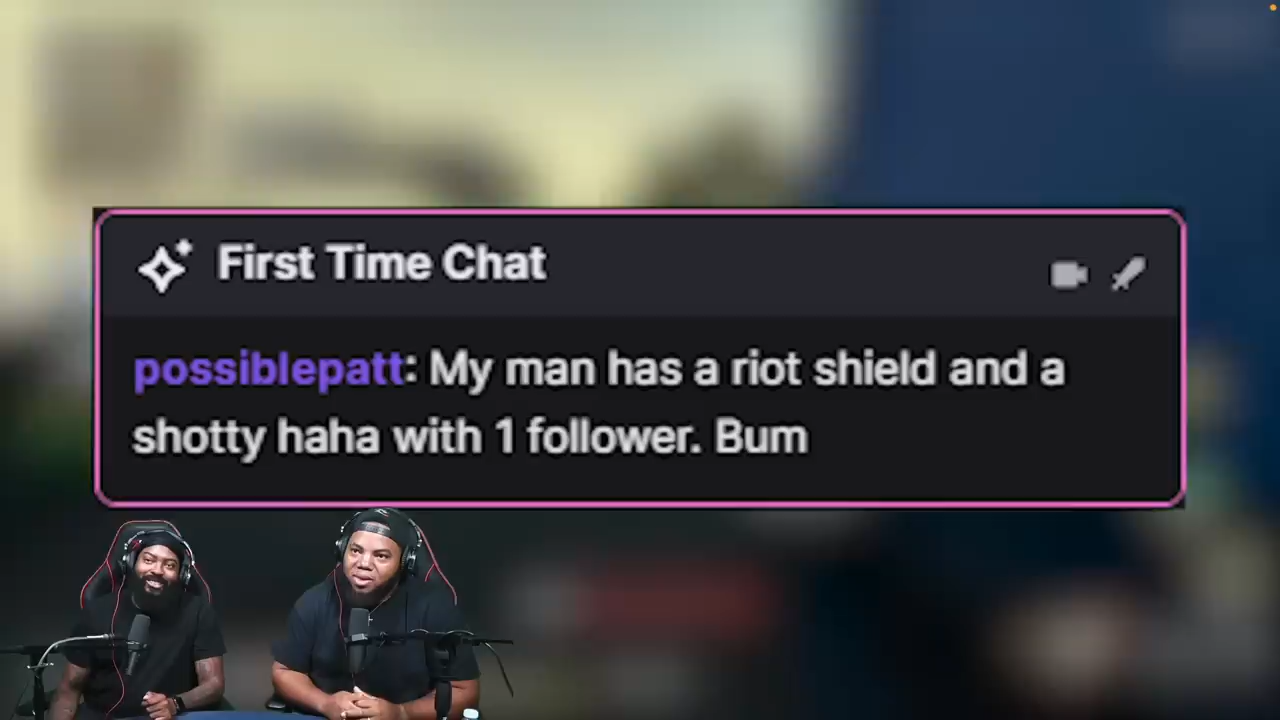 First Time Chat
possiblepatt: My man has a riot shield and a
shotty haha with 1 follower. Bum